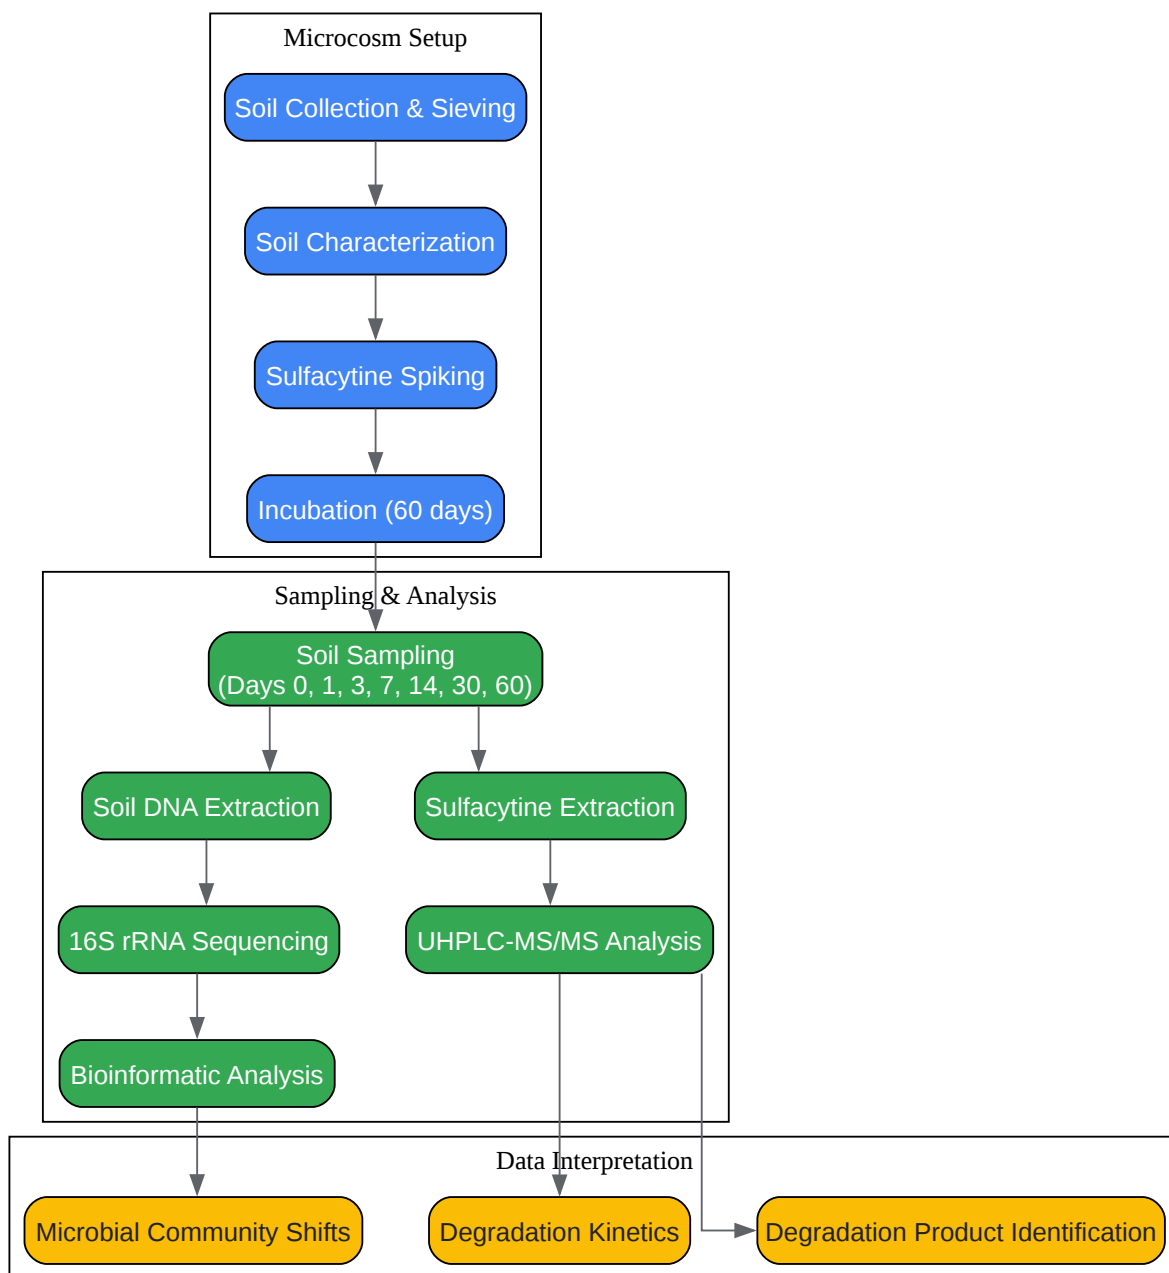 Microcosm Setup
Soil Collection & Sieving
Soil Characterization
Sulfacytine Spiking
Incubation (60 days)
Sampling & Analysis
Soil Sampling
(Days 0, 1, 3, 7, 14, 30, 60)
Soil DNA Extraction
Sulfacytine Extraction
16S rRNA Sequencing
UHPLC-MS/MS Analysis
Bioinformatic Analysis
Data Interpretation
Microbial Community Shifts
Degradation Kinetics
Degradation Product Identification